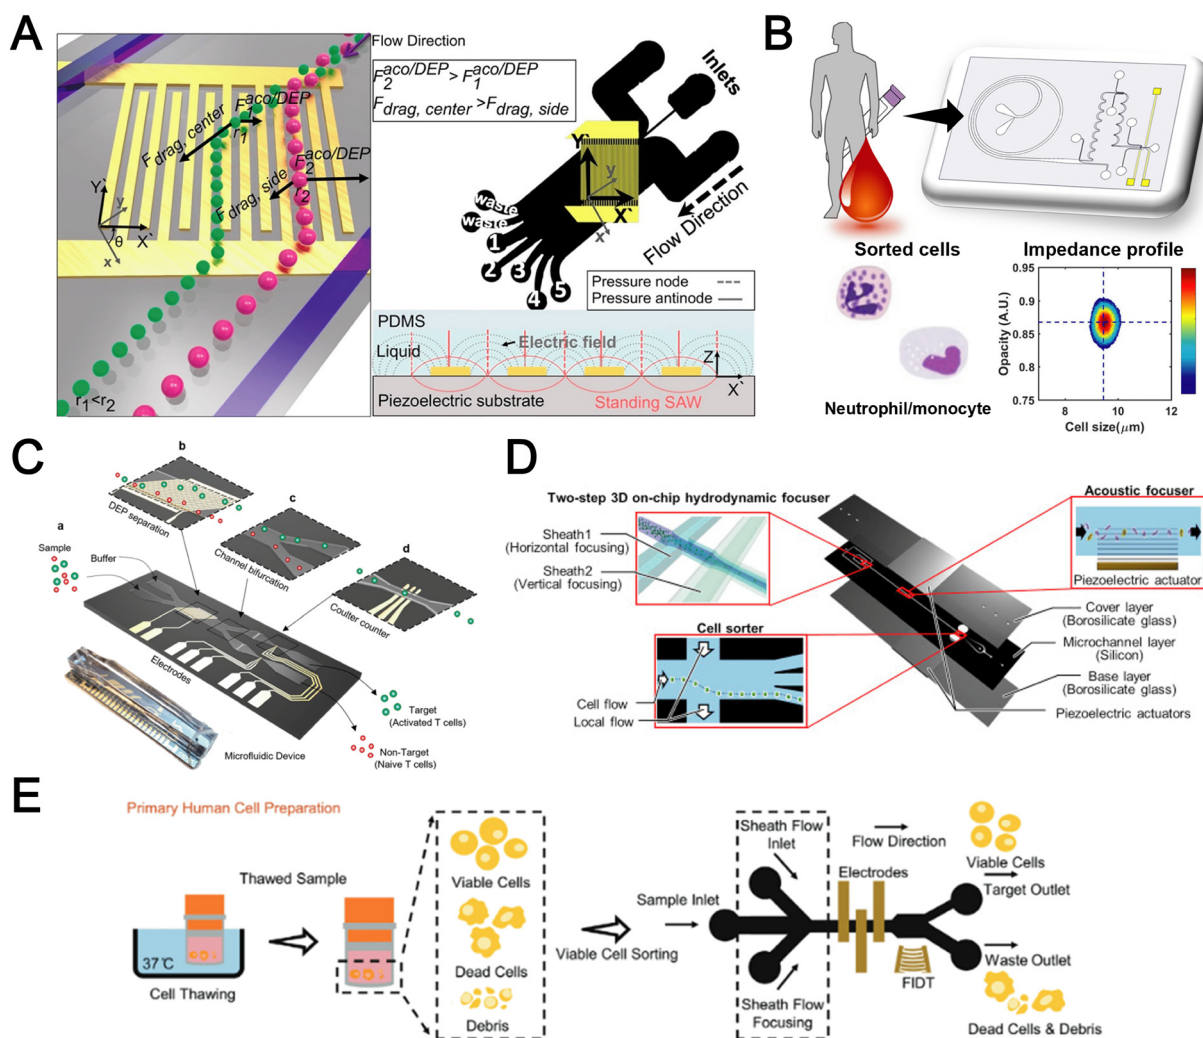 A
Flow Direction
F2^aco/DEP > F1^aco/DEP
Fdrag, center >Fdrag, side
F1^aco/DEP
Fdrag, center
r1
F2^aco/DEP
Fdrag, side
r2
Y`
y
X`
θ
x
r1<r2
Inlets
Y`
y
X`
x
Flow Direction
waste
waste
1
2
3
4
5
Pressure node
Pressure antinode
PDMS
Electric field
Liquid
Z
X`
Piezoelectric substrate
Standing SAW
B
Sorted cells
Neutrophil/monocyte
Impedance profile
Opacity (A.U.)
0.95
0.9
0.85
0.8
0.75
8
10
12
Cell size(μm)
C
b
DEP separation
c
Channel bifurcation
d
Coulter counter
a
Sample
Buffer
Electrodes
Target
(Activated T cells)
Non-Target
(Naive T cells)
Microfluidic Device
D
Two-step 3D on-chip hydrodynamic focuser
Sheath1
(Horizontal focusing)
Sheath2
(Vertical focusing)
Acoustic focuser
Piezoelectric actuator
Cover layer
(Borosilicate glass)
Microchannel layer
(Silicon)
Base layer
(Borosilicate glass)
Piezoelectric actuators
Cell sorter
Cell flow
Local flow
E
Primary Human Cell Preparation
37℃
Cell Thawing
Thawed Sample
Viable Cells
Dead Cells
Debris
Viable Cell Sorting
Sample Inlet
Sheath Flow
Inlet
Sheath Flow
Focusing
Flow Direction
Electrodes
FIDT
Viable Cells
Target Outlet
Waste Outlet
Dead Cells & Debris